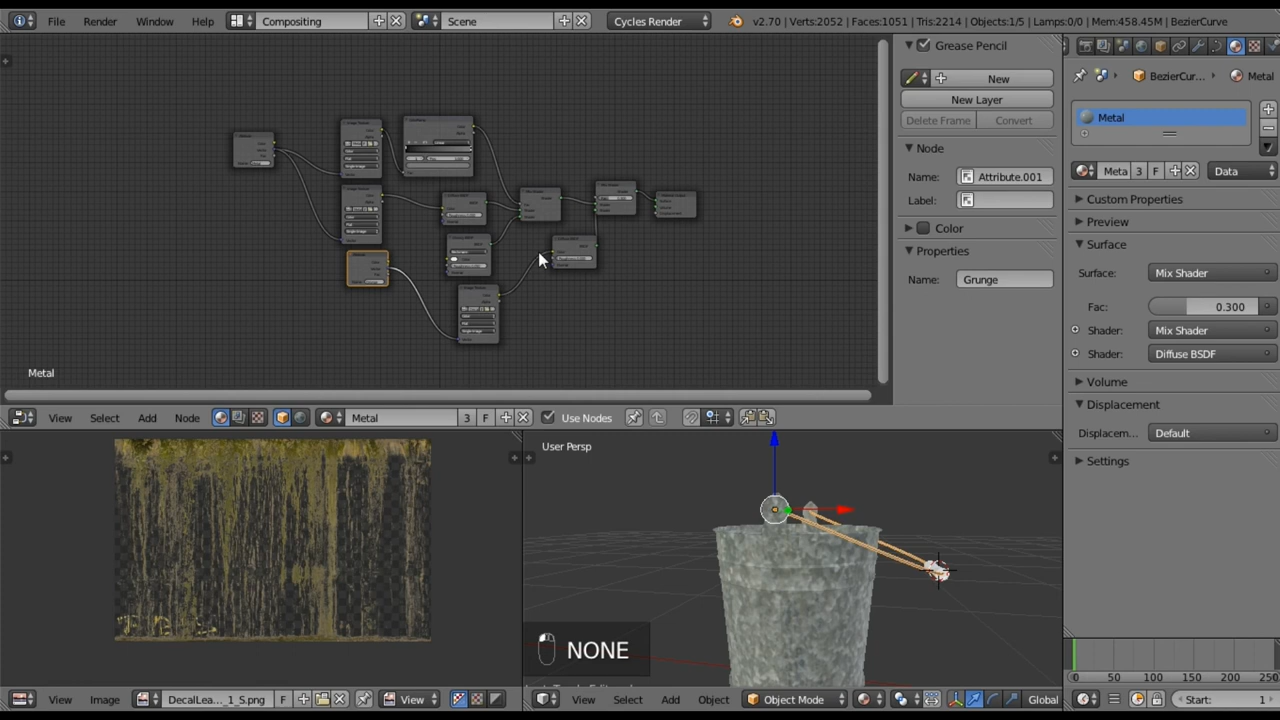 File Render Window Help Compositing Scene Cycles Render v2.70 | Verts:2052 | Faces:1051 | Tris:2214 | Objects:1/5 | Lamps:0/0 | Mem:458.45M | BezierCurve
Grease Pencil
New
New Layer
Delete Frame Convert
Node
Name: Attribute.001
Label:
Color
Properties
Name: Grunge
BezierCur... Metal
Metal
Meta 3 F Data
Custom Properties
Preview
Surface
Surface: Mix Shader
Fac: 0.300
Shader: Mix Shader
Shader: Diffuse BSDF
Volume
Displacement
Displacem... Default
Settings
Metal
View Select Add Node Metal 3 F Use Nodes
User Persp
NONE
0 50 100 150 200 250
View Image DecalLea..._1_S.png F View
View Select Add Object Object Mode Global
Start: 1